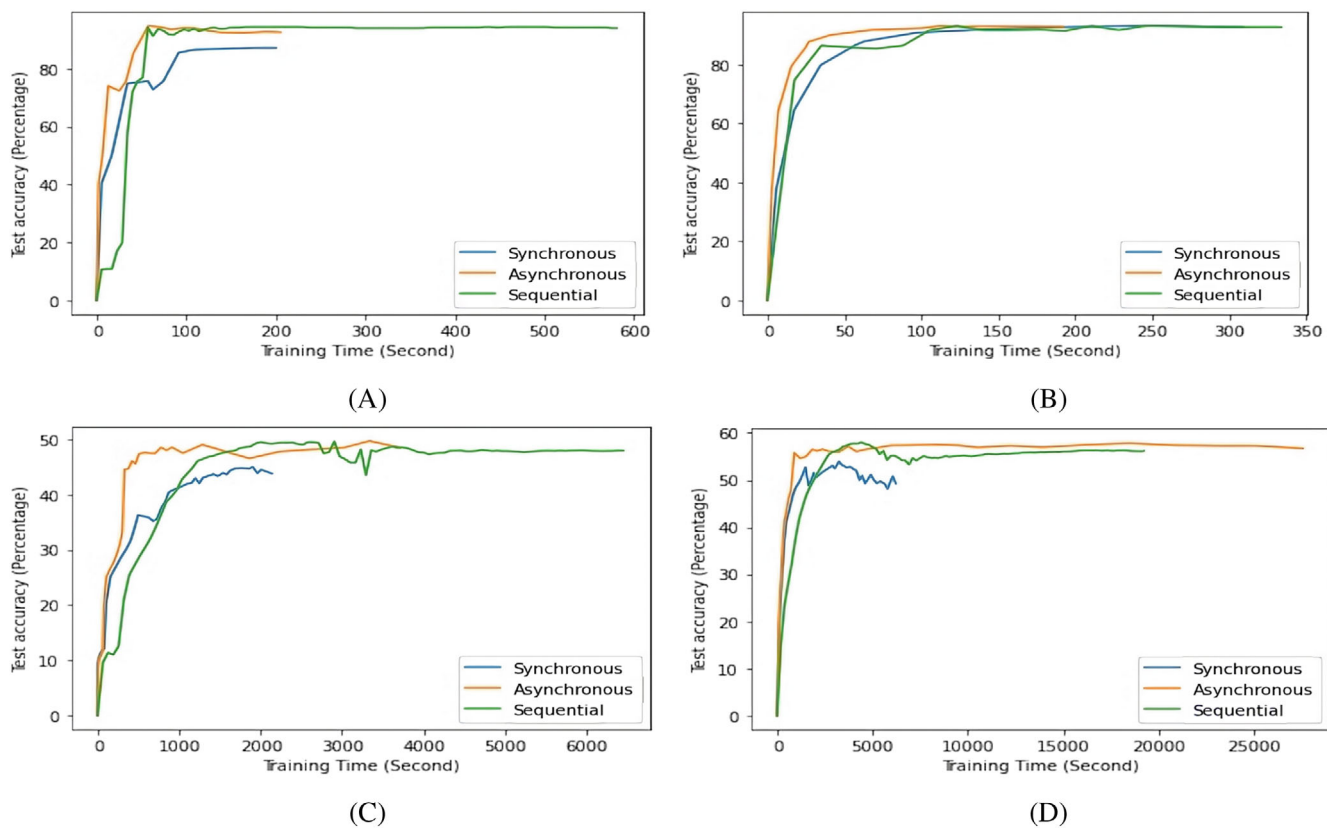 80
60
40
20
0
Test accuracy (Percentage)
Synchronous
Asynchronous
Sequential
0 100 200 300 400 500 600
Training Time (Second)
(A)
80
60
40
20
0
Test accuracy (Percentage)
Synchronous
Asynchronous
Sequential
0 50 100 150 200 250 300 350
Training Time (Second)
(B)
50
40
30
20
10
0
Test accuracy (Percentage)
Synchronous
Asynchronous
Sequential
0 1000 2000 3000 4000 5000 6000
Training Time (Second)
(C)
60
50
40
30
20
10
0
Test accuracy (Percentage)
Synchronous
Asynchronous
Sequential
0 5000 10000 15000 20000 25000
Training Time (Second)
(D)